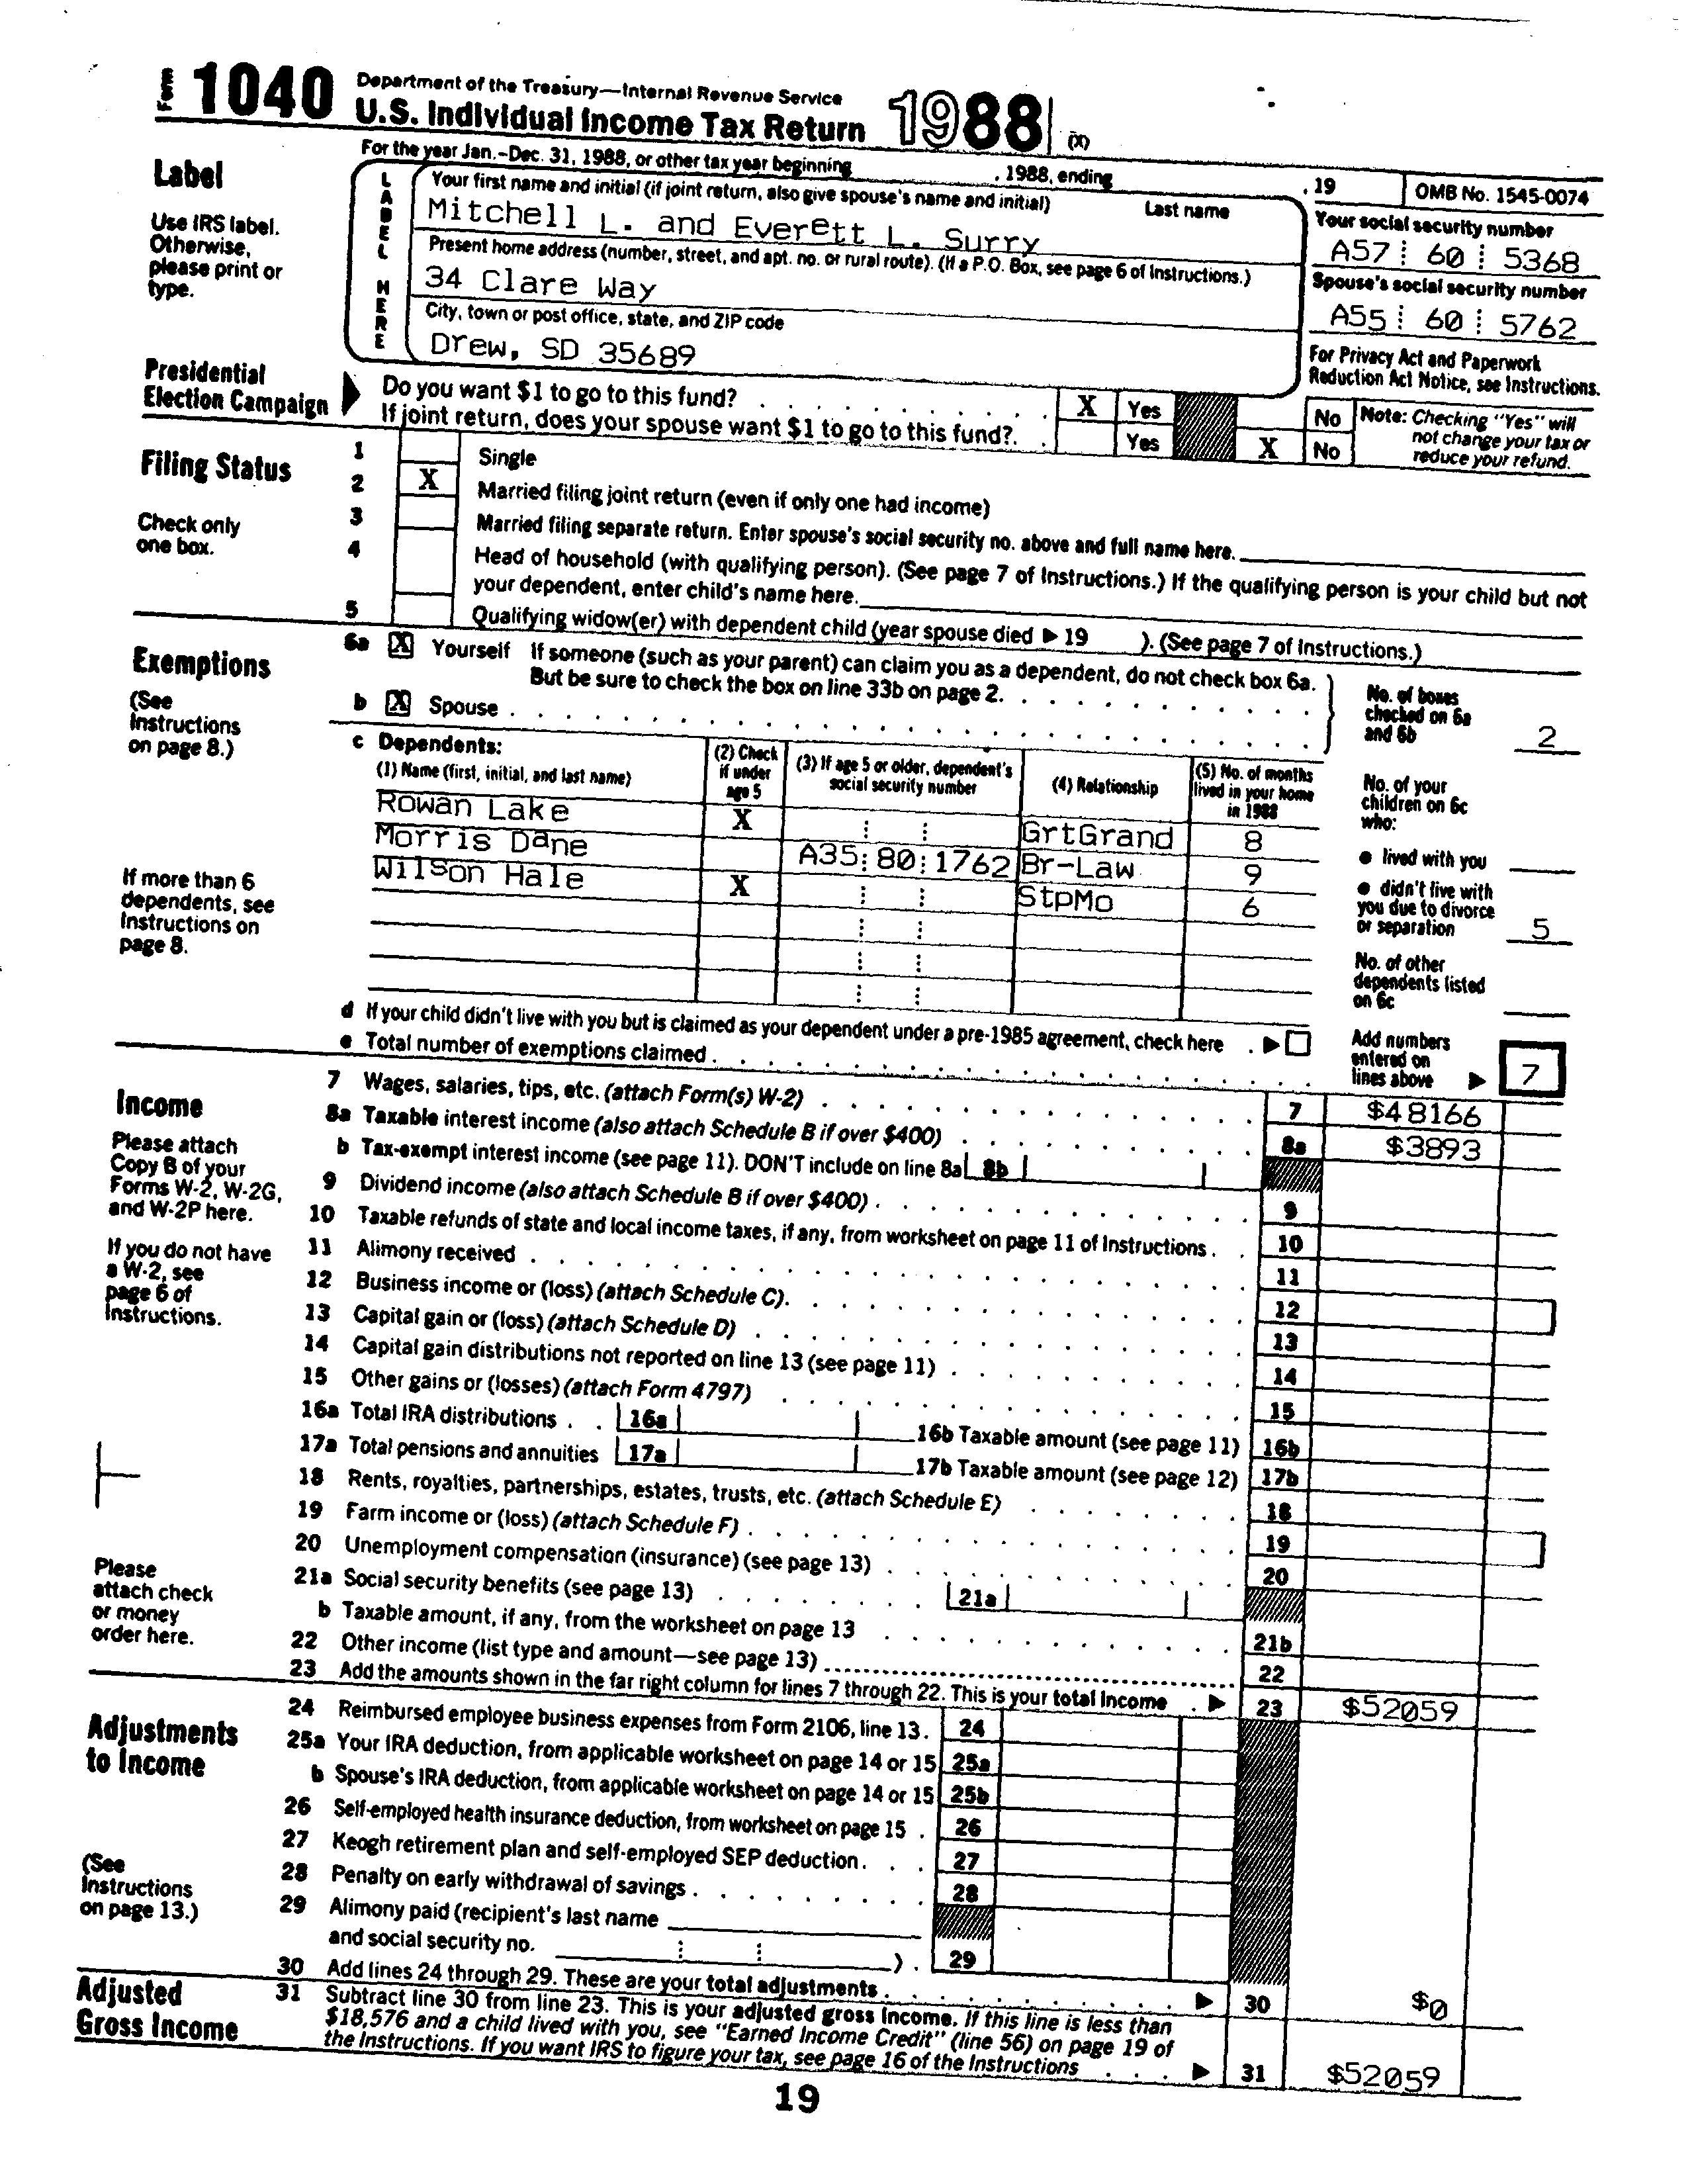 Form 1040 Department of the Treasury—Internal Revenue Service
U.S. Individual Income Tax Return 1988 (X)
For the year Jan.–Dec. 31, 1988, or other tax year beginning , 1988, ending , 19 OMB No. 1545-0074
Label
Use IRS label.
Otherwise,
please print or
type.
LABEL HERE
Your first name and initial (if joint return, also give spouse's name and initial) Last name
Mitchell L. and Everett L. Surry
Your social security number
A57 60 5368
Present home address (number, street, and apt. no. or rural route). (If a P.O. Box, see page 6 of Instructions.)
34 Clare Way
Spouse's social security number
A55 60 5762
City, town or post office, state, and ZIP code
Drew, SD 35689
For Privacy Act and Paperwork
Reduction Act Notice, see Instructions.
Presidential
Election Campaign
Do you want $1 to go to this fund? X Yes No
If joint return, does your spouse want $1 to go to this fund? Yes X No
Note: Checking "Yes" will
not change your tax or
reduce your refund.
Filing Status
Check only
one box.
1 Single
2 X Married filing joint return (even if only one had income)
3 Married filing separate return. Enter spouse's social security no. above and full name here.
4 Head of household (with qualifying person). (See page 7 of Instructions.) If the qualifying person is your child but not
your dependent, enter child's name here.
5 Qualifying widow(er) with dependent child (year spouse died ▶ 19 ). (See page 7 of Instructions.)
Exemptions
(See
Instructions
on page 8.)
If more than 6
dependents, see
Instructions on
page 8.
6a X Yourself If someone (such as your parent) can claim you as a dependent, do not check box 6a.
But be sure to check the box on line 33b on page 2.
b X Spouse
No. of boxes
checked on 6a
and 6b 2
c Dependents:
(1) Name (first, initial, and last name)
(2) Check
if under
age 5
(3) If age 5 or older, dependent's
social security number
(4) Relationship
(5) No. of months
lived in your home
in 1988
Rowan Lake X GrtGrand 8
Morris Dane A35 80 1762 Br-Law 9
Wilson Hale X StpMo 6
No. of your
children on 6c
who:
● lived with you
● didn't live with
you due to divorce
or separation 5
No. of other
dependents listed
on 6c
d If your child didn't live with you but is claimed as your dependent under a pre-1985 agreement, check here ▶
e Total number of exemptions claimed
Add numbers
entered on
lines above ▶ 7
Income
Please attach
Copy B of your
Forms W-2, W-2G,
and W-2P here.
If you do not have
a W-2, see
page 6 of
Instructions.
Please
attach check
or money
order here.
7 Wages, salaries, tips, etc. (attach Form(s) W-2) 7 $48166
8a Taxable interest income (also attach Schedule B if over $400) 8a $3893
b Tax-exempt interest income (see page 11). DON'T include on line 8a 8b
9 Dividend income (also attach Schedule B if over $400) 9
10 Taxable refunds of state and local income taxes, if any, from worksheet on page 11 of Instructions 10
11 Alimony received 11
12 Business income or (loss) (attach Schedule C) 12
13 Capital gain or (loss) (attach Schedule D) 13
14 Capital gain distributions not reported on line 13 (see page 11) 14
15 Other gains or (losses) (attach Form 4797) 15
16a Total IRA distributions 16a 16b Taxable amount (see page 11) 16b
17a Total pensions and annuities 17a 17b Taxable amount (see page 12) 17b
18 Rents, royalties, partnerships, estates, trusts, etc. (attach Schedule E) 18
19 Farm income or (loss) (attach Schedule F) 19
20 Unemployment compensation (insurance) (see page 13) 20
21a Social security benefits (see page 13) 21a
b Taxable amount, if any, from the worksheet on page 13 21b
22 Other income (list type and amount—see page 13) 22
23 Add the amounts shown in the far right column for lines 7 through 22. This is your total income ▶ 23 $52059
Adjustments
to Income
(See
Instructions
on page 13.)
24 Reimbursed employee business expenses from Form 2106, line 13. 24
25a Your IRA deduction, from applicable worksheet on page 14 or 15 25a
b Spouse's IRA deduction, from applicable worksheet on page 14 or 15 25b
26 Self-employed health insurance deduction, from worksheet on page 15 26
27 Keogh retirement plan and self-employed SEP deduction 27
28 Penalty on early withdrawal of savings 28
29 Alimony paid (recipient's last name
and social security no. ) 29
30 Add lines 24 through 29. These are your total adjustments ▶ 30 $0
Adjusted
Gross Income
31 Subtract line 30 from line 23. This is your adjusted gross income. If this line is less than
$18,576 and a child lived with you, see "Earned Income Credit" (line 56) on page 19 of
the Instructions. If you want IRS to figure your tax, see page 16 of the Instructions ▶ 31 $52059
19